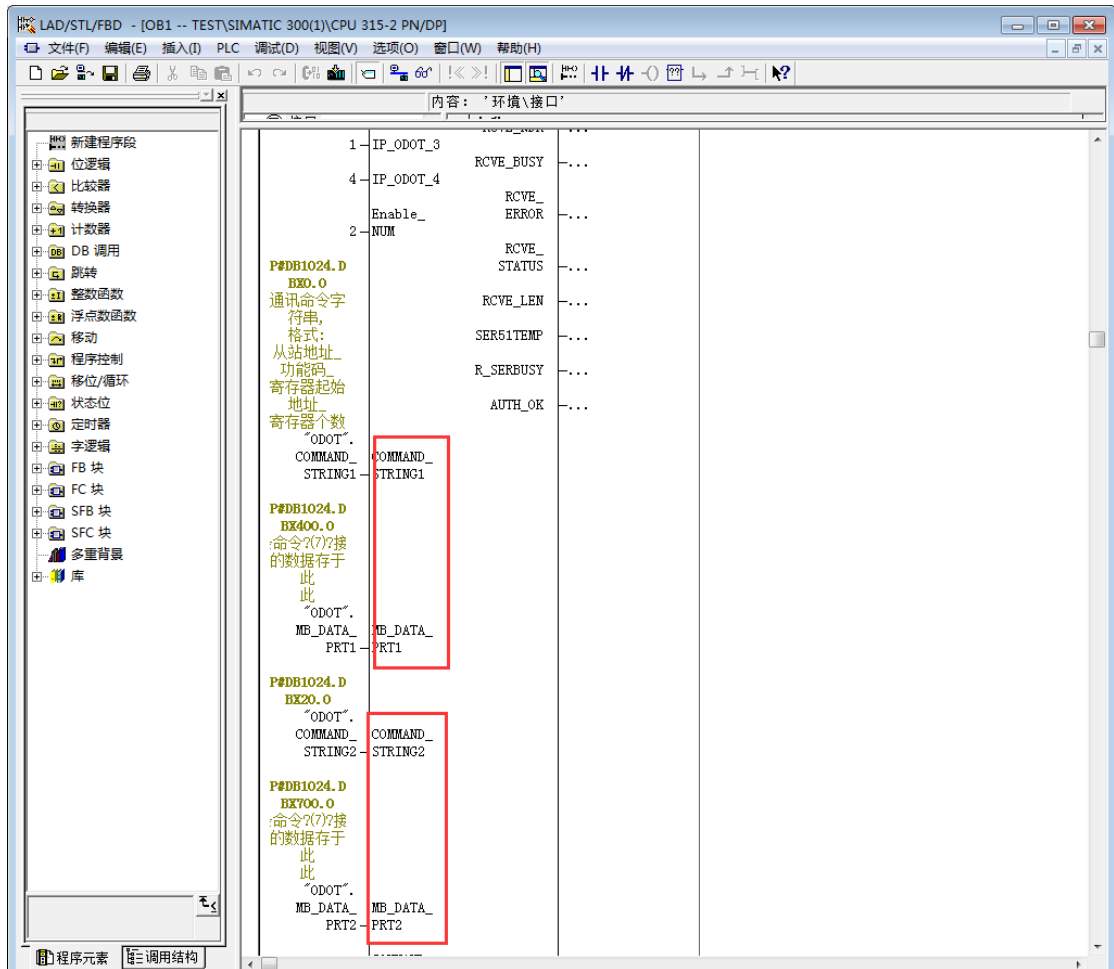 LAD/STL/FBD - [OB1 -- TEST\SIMATIC 300(1)\CPU 315-2 PN/DP]
文件(F) 编辑(E) 插入(I) PLC 调试(D) 视图(V) 选项(O) 窗口(W) 帮助(H)
内容: '环境\接口'
新建程序段
位逻辑
比较器
转换器
计数器
DB 调用
跳转
整数函数
浮点数函数
移动
程序控制
移位/循环
状态位
定时器
字逻辑
FB 块
FC 块
SFB 块
SFC 块
多重背景
库
程序元素 调用结构
1 IP_ODOT_3
4 IP_ODOT_4
Enable_
2 NUM
P#DB1024.D
BX0.0
通讯命令字
符串,
格式:
从站地址_
功能码_
寄存器起始
地址_
寄存器个数
"ODOT".
COMMAND_ COMMAND_
STRING1 STRING1
P#DB1024.D
BX400.0
:命令?(7)?接
的数据存于
此
此
"ODOT".
MB_DATA_ MB_DATA_
PRT1 PRT1
P#DB1024.D
BX20.0
"ODOT".
COMMAND_ COMMAND_
STRING2 STRING2
P#DB1024.D
BX700.0
:命令?(7)?接
的数据存于
此
此
"ODOT".
MB_DATA_ MB_DATA_
PRT2 PRT2
RCVE_BUSY ...
RCVE_
ERROR ...
RCVE_
STATUS ...
RCVE_LEN ...
SER51TEMP ...
R_SERBUSY ...
AUTH_OK ...